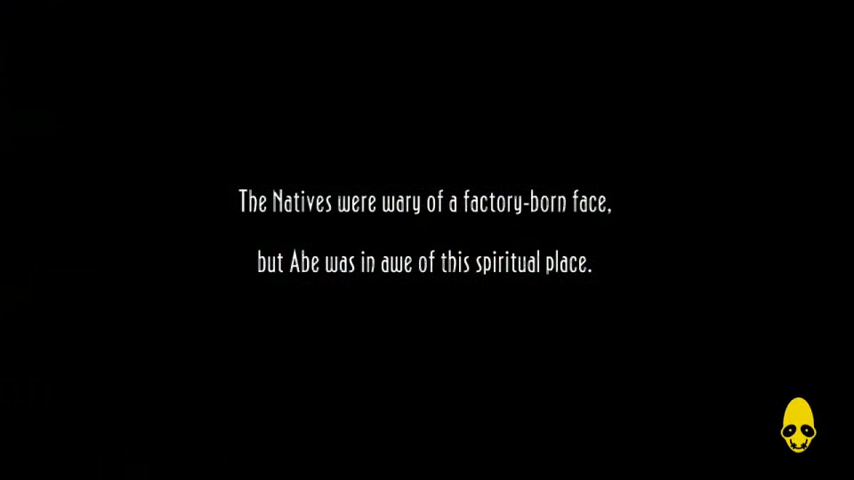 The Natives were wary of a factory-born face,
but Abe was in awe of this spiritual place.